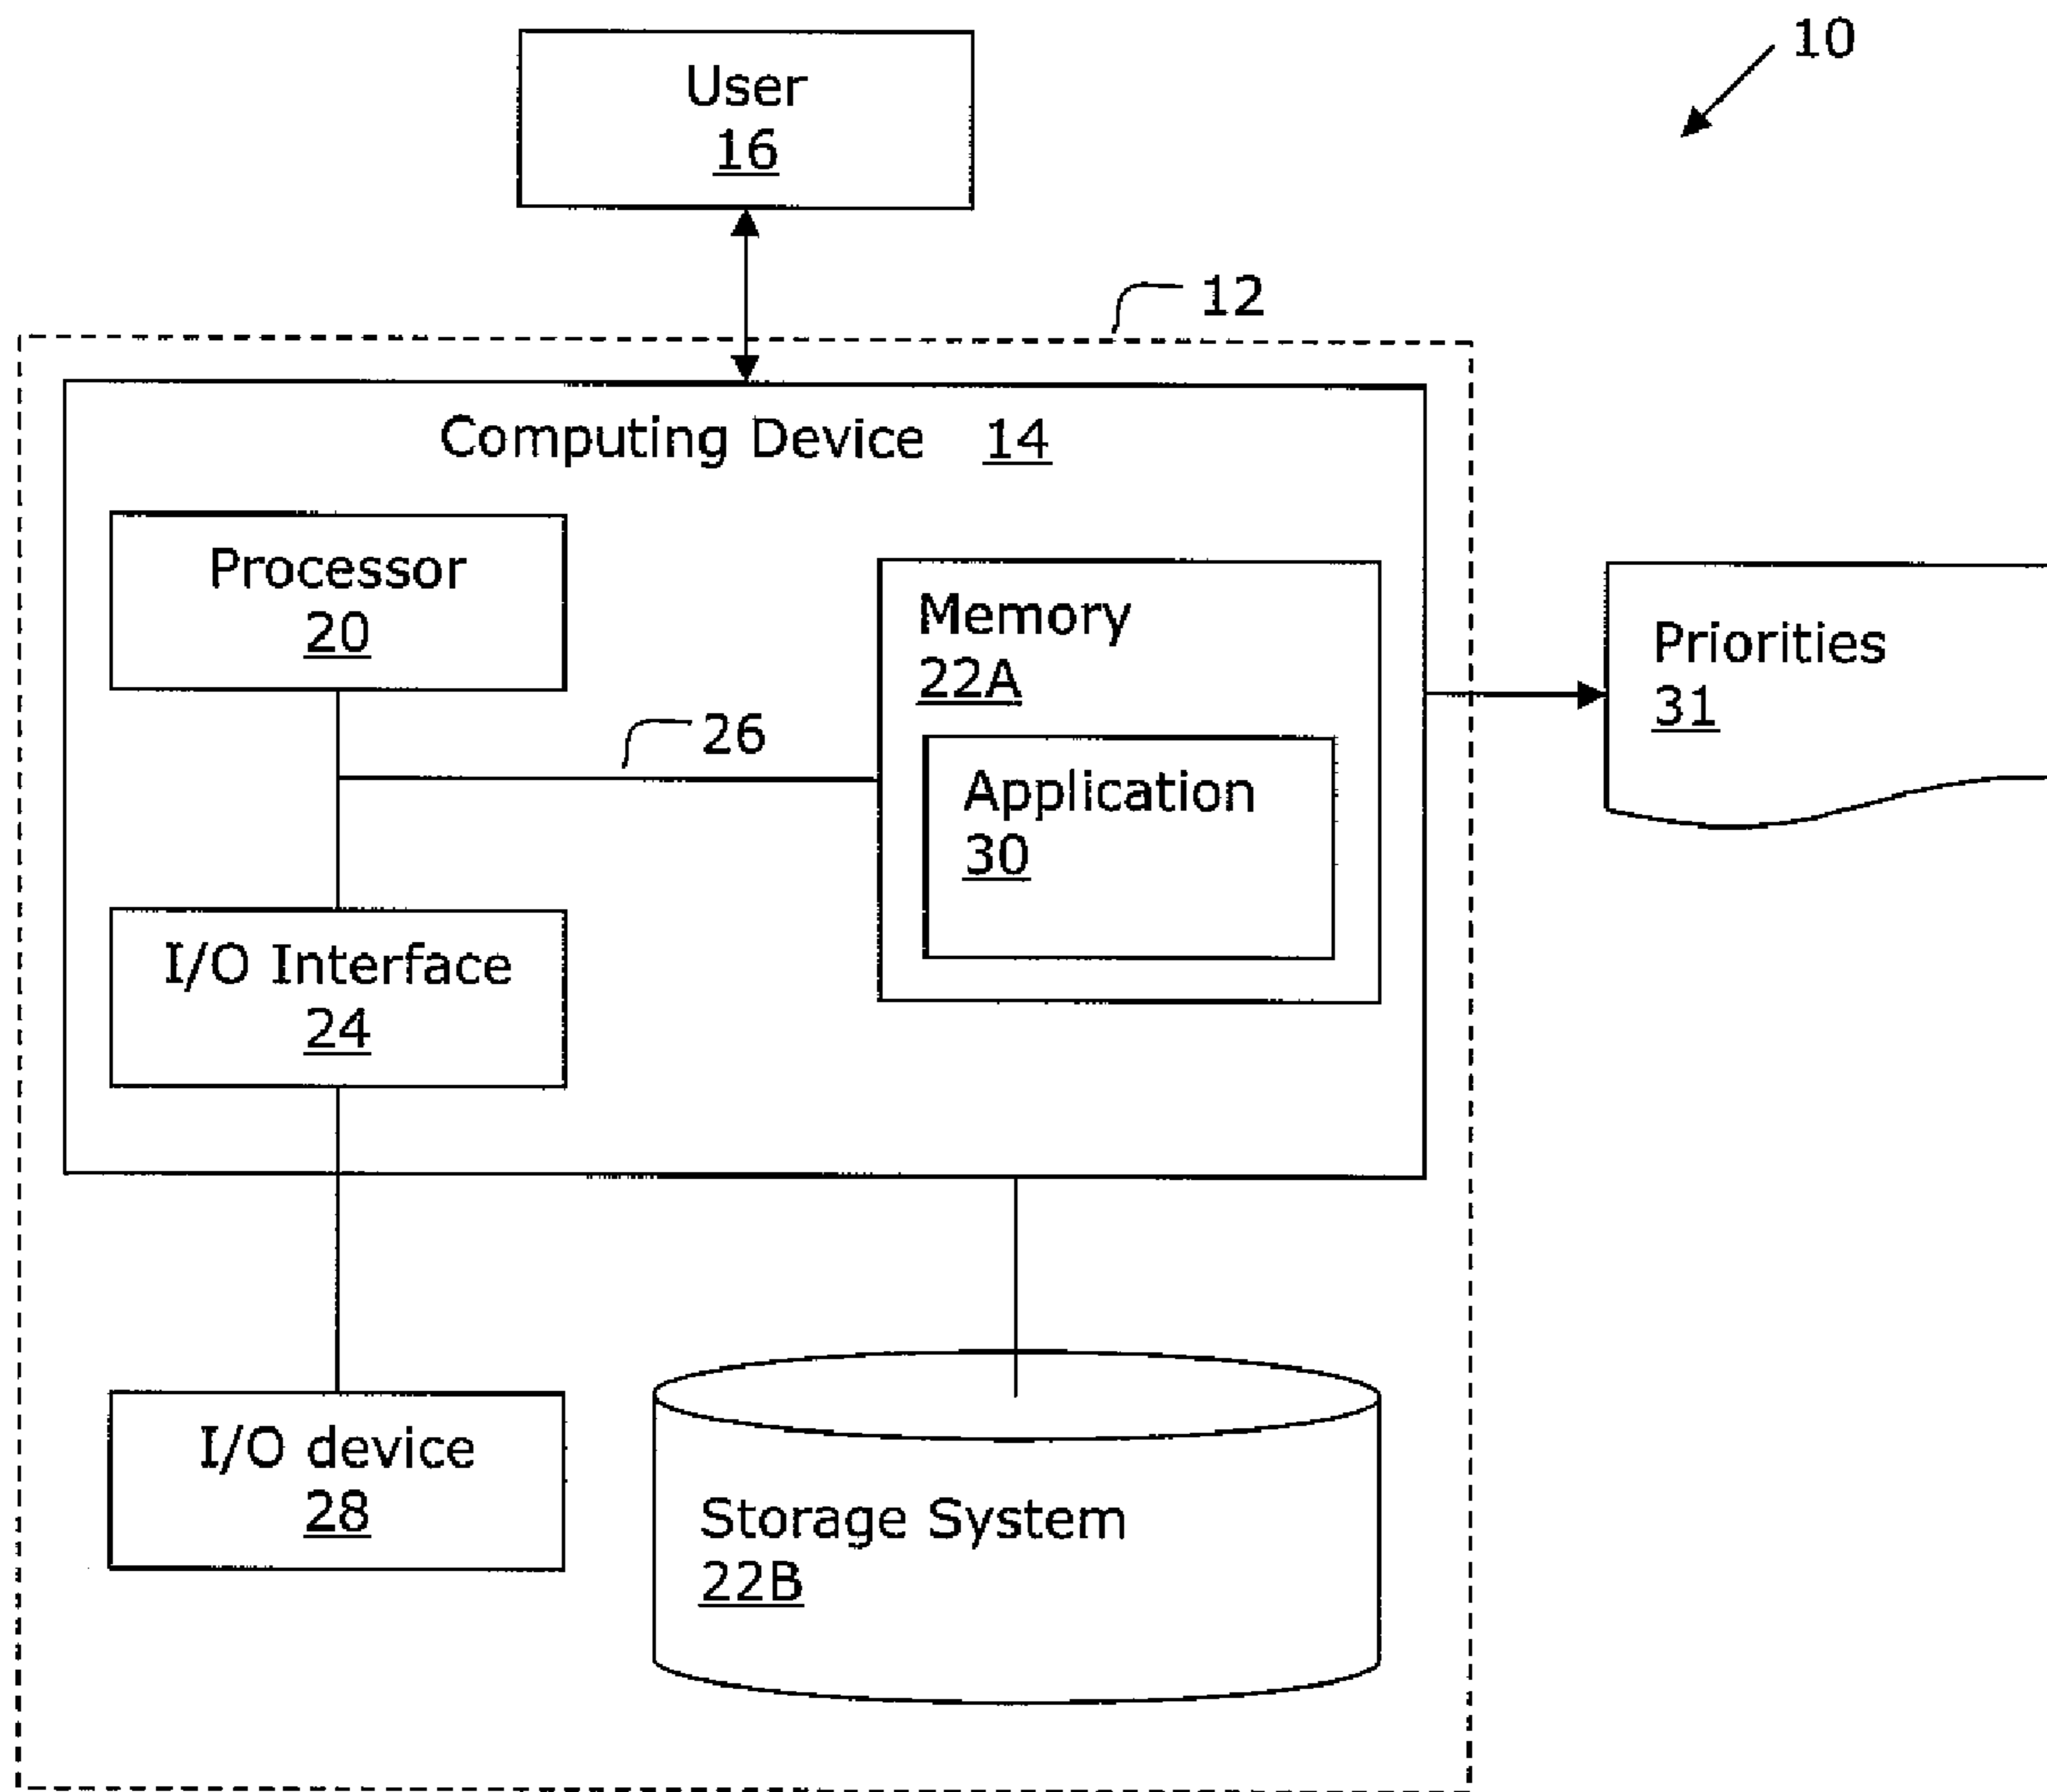 10
User
16
12
Computing Device 14
Processor
20
Memory
22A
Priorities
31
26
Application
30
I/O Interface
24
I/O device
28
Storage System
22B